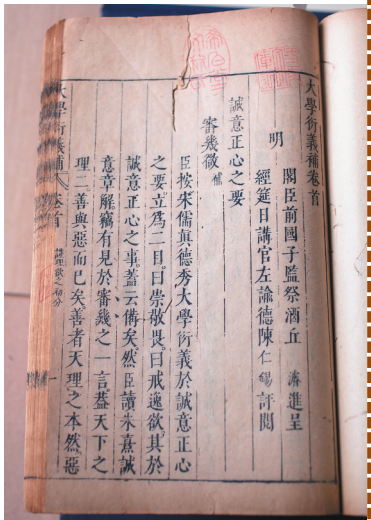 大學衍義補卷首
明
閣臣前國子監祭酒丘 濬進呈
經筵日講官左諭德陳仁錫評閱
誠意正心之要
審幾微 補
臣按宋儒真德秀大學衍義於誠意正心
之要立爲二目曰崇敬畏曰戒逸欲其於
誠意正心之事蓋云備矣然臣讀朱熹誠
意章解竊有見於審幾之一言蓋天下之
理二善與惡而已矣善者天理之本然惡
大學衍義補 卷首